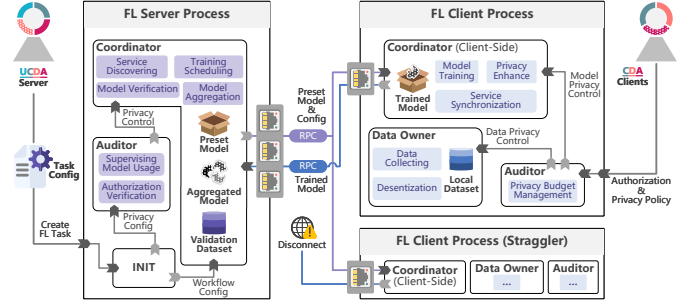 FL Server Process
FL Client Process
UCDA
Server
Task
Config
Create
FL Task
Coordinator
Service
Discovering
Training
Scheduling
Model Verification
Model
Aggregation
Privacy
Control
Preset
Model
Auditor
Supervising
Model Usage
Authorization
Verification
Aggregated
Model
Privacy
Config
Validation
Dataset
INIT
Workflow
Config
Preset
Model
&
Config
RPC
RPC
Trained
Model
Disconnect
Coordinator (Client-Side)
Trained
Model
Model
Training
Privacy
Enhance
Service
Synchronization
Data Owner
Data
Collecting
Desentization
Local
Dataset
Data Privacy
Control
Auditor
Privacy Budget
Management
Model
Privacy
Control
CDA
Clients
Authorization
&
Privacy Policy
FL Client Process (Straggler)
Coordinator
(Client-Side)
Data Owner
...
Auditor
...